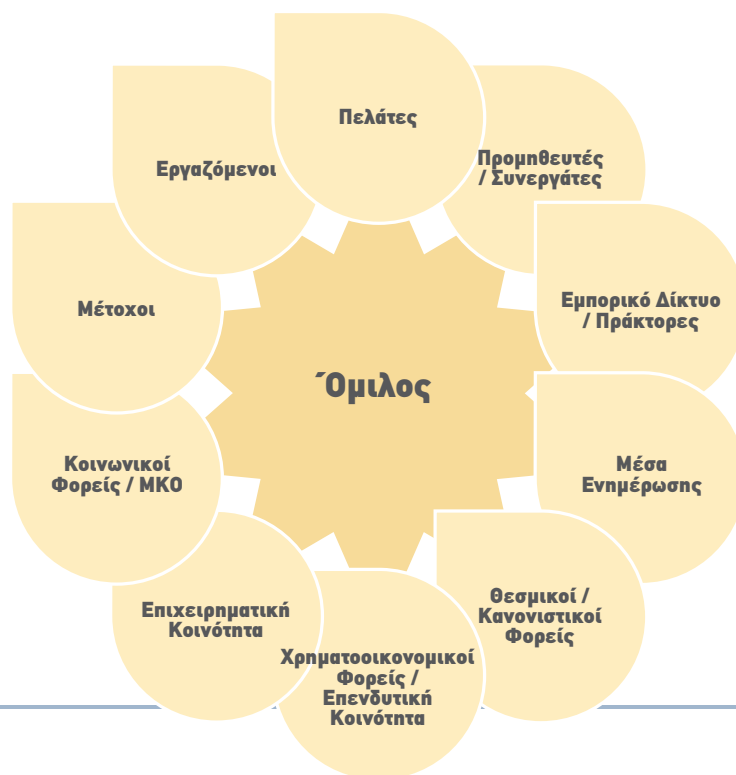 Πελάτες
Προμηθευτές
/ Συνεργάτες
Εμπορικό Δίκτυο
/ Πράκτορες
Μέσα
Ενημέρωσης
Θεσμικοί /
Κανονιστικοί
Φορείς
Χρηματοοικονομικοί
Φορείς /
Επενδυτική
Κοινότητα
Επιχειρηματική
Κοινότητα
Κοινωνικοί
Φορείς / ΜΚΟ
Μέτοχοι
Εργαζόμενοι
Όμιλος